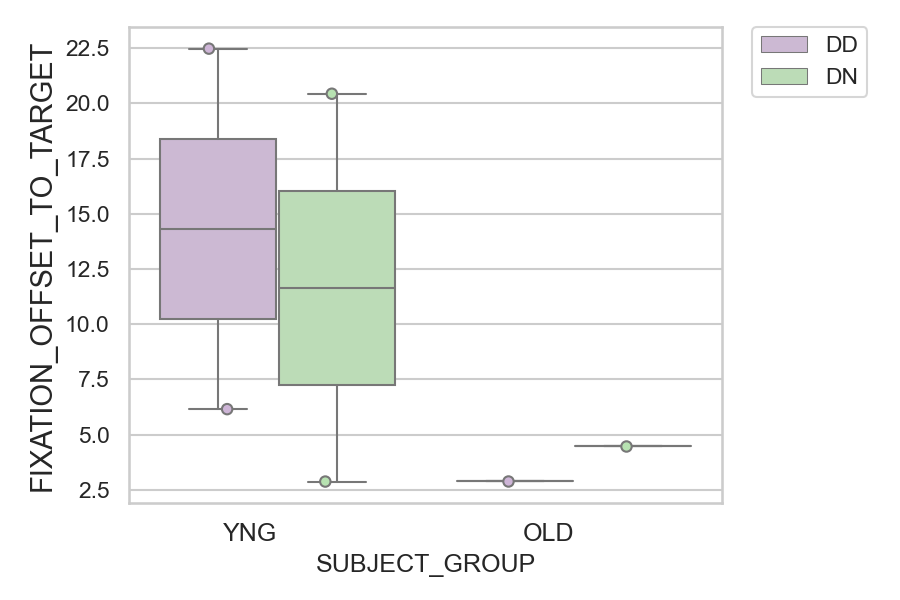 FIXATION_OFFSET_TO_TARGET
22.5
20.0
17.5
15.0
12.5
10.0
7.5
5.0
2.5
YNG
OLD
SUBJECT_GROUP
DD
DN